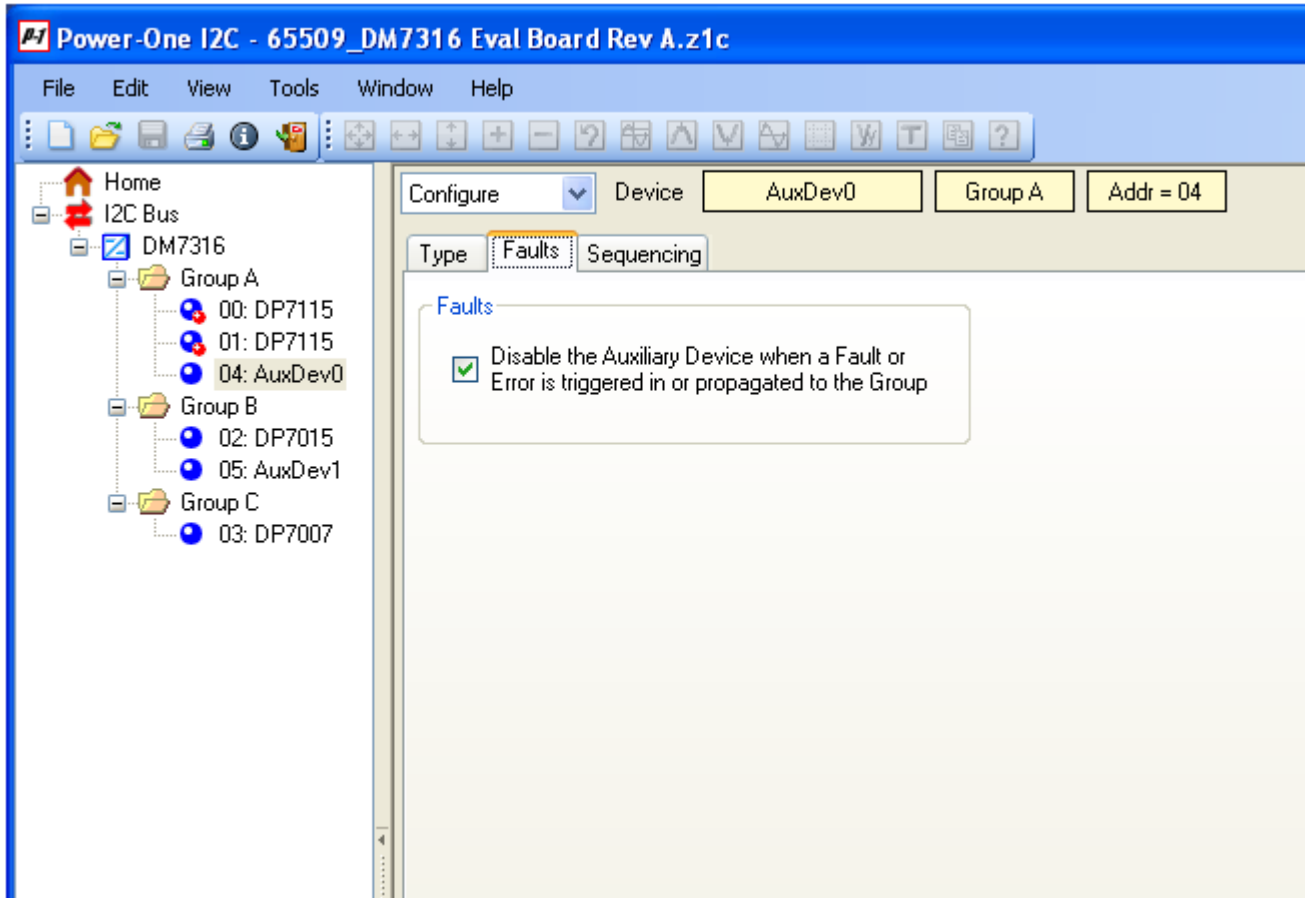 Power-One I2C - 65509_DM7316 Eval Board Rev A.z1c
File Edit View Tools Window Help
Home
I2C Bus
DM7316
Group A
00: DP7115
01: DP7115
04: AuxDev0
Group B
02: DP7015
05: AuxDev1
Group C
03: DP7007
Configure Device AuxDev0 Group A Addr = 04
Type Faults Sequencing
Faults
Disable the Auxiliary Device when a Fault or
Error is triggered in or propagated to the Group